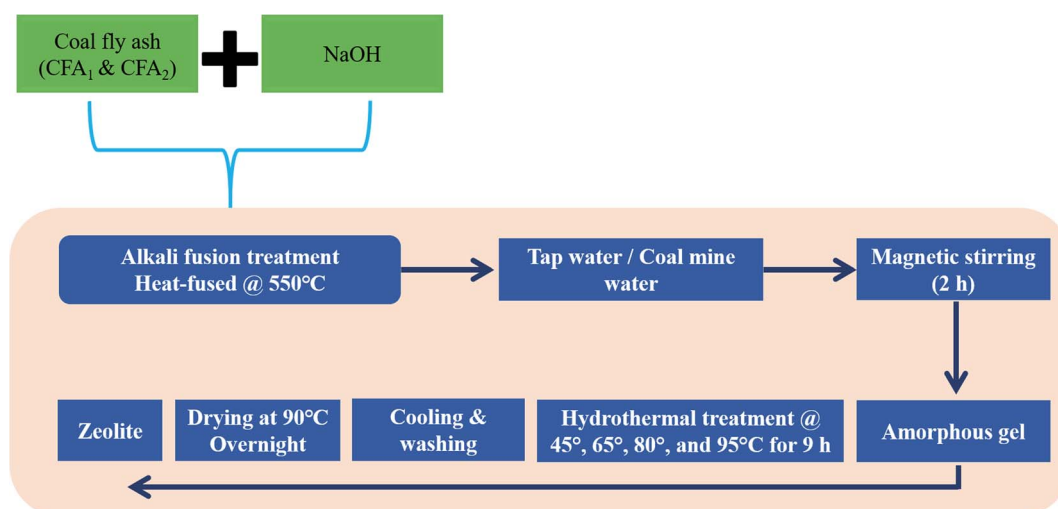 Coal fly ash
(CFA₁ & CFA₂)
NaOH
Alkali fusion treatment
Heat-fused @ 550°C
Tap water / Coal mine
water
Magnetic stirring
(2 h)
Zeolite
Drying at 90°C
Overnight
Cooling &
washing
Hydrothermal treatment @
45°, 65°, 80°, and 95°C for 9 h
Amorphous gel